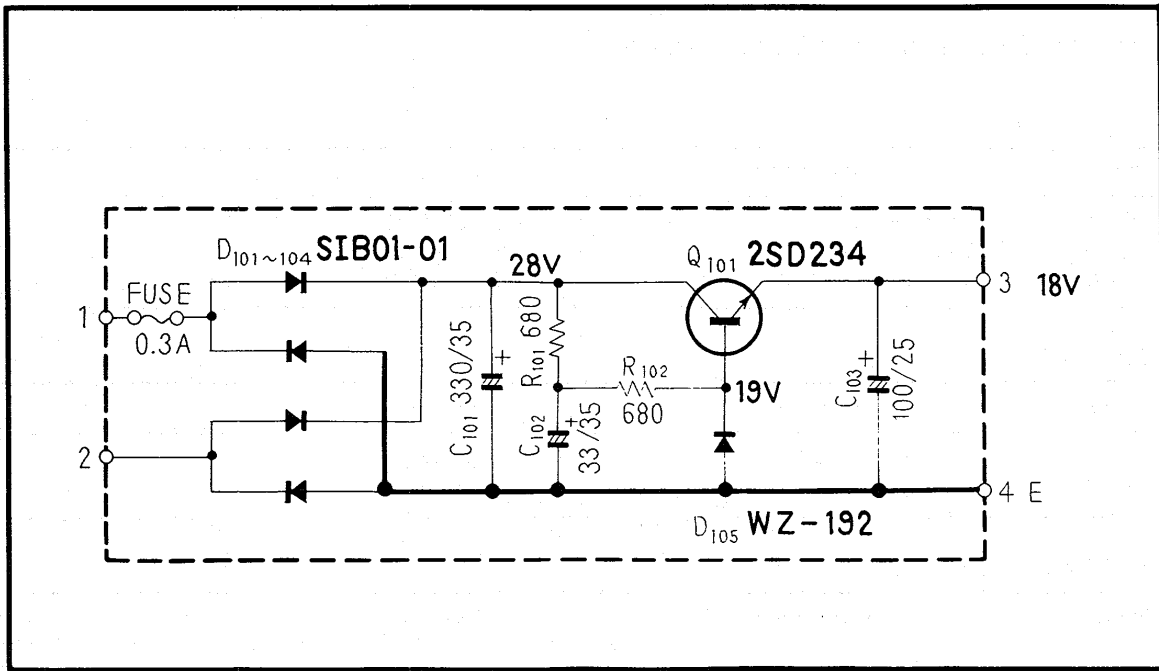 D101~104 SIB01-01
28V
Q101 2SD234
3 18V
1
FUSE
0.3A
R101 680
C101 330/35
+
C102 33/35
+
R102
680
19V
C103 100/25
+
2
4 E
D105 WZ-192